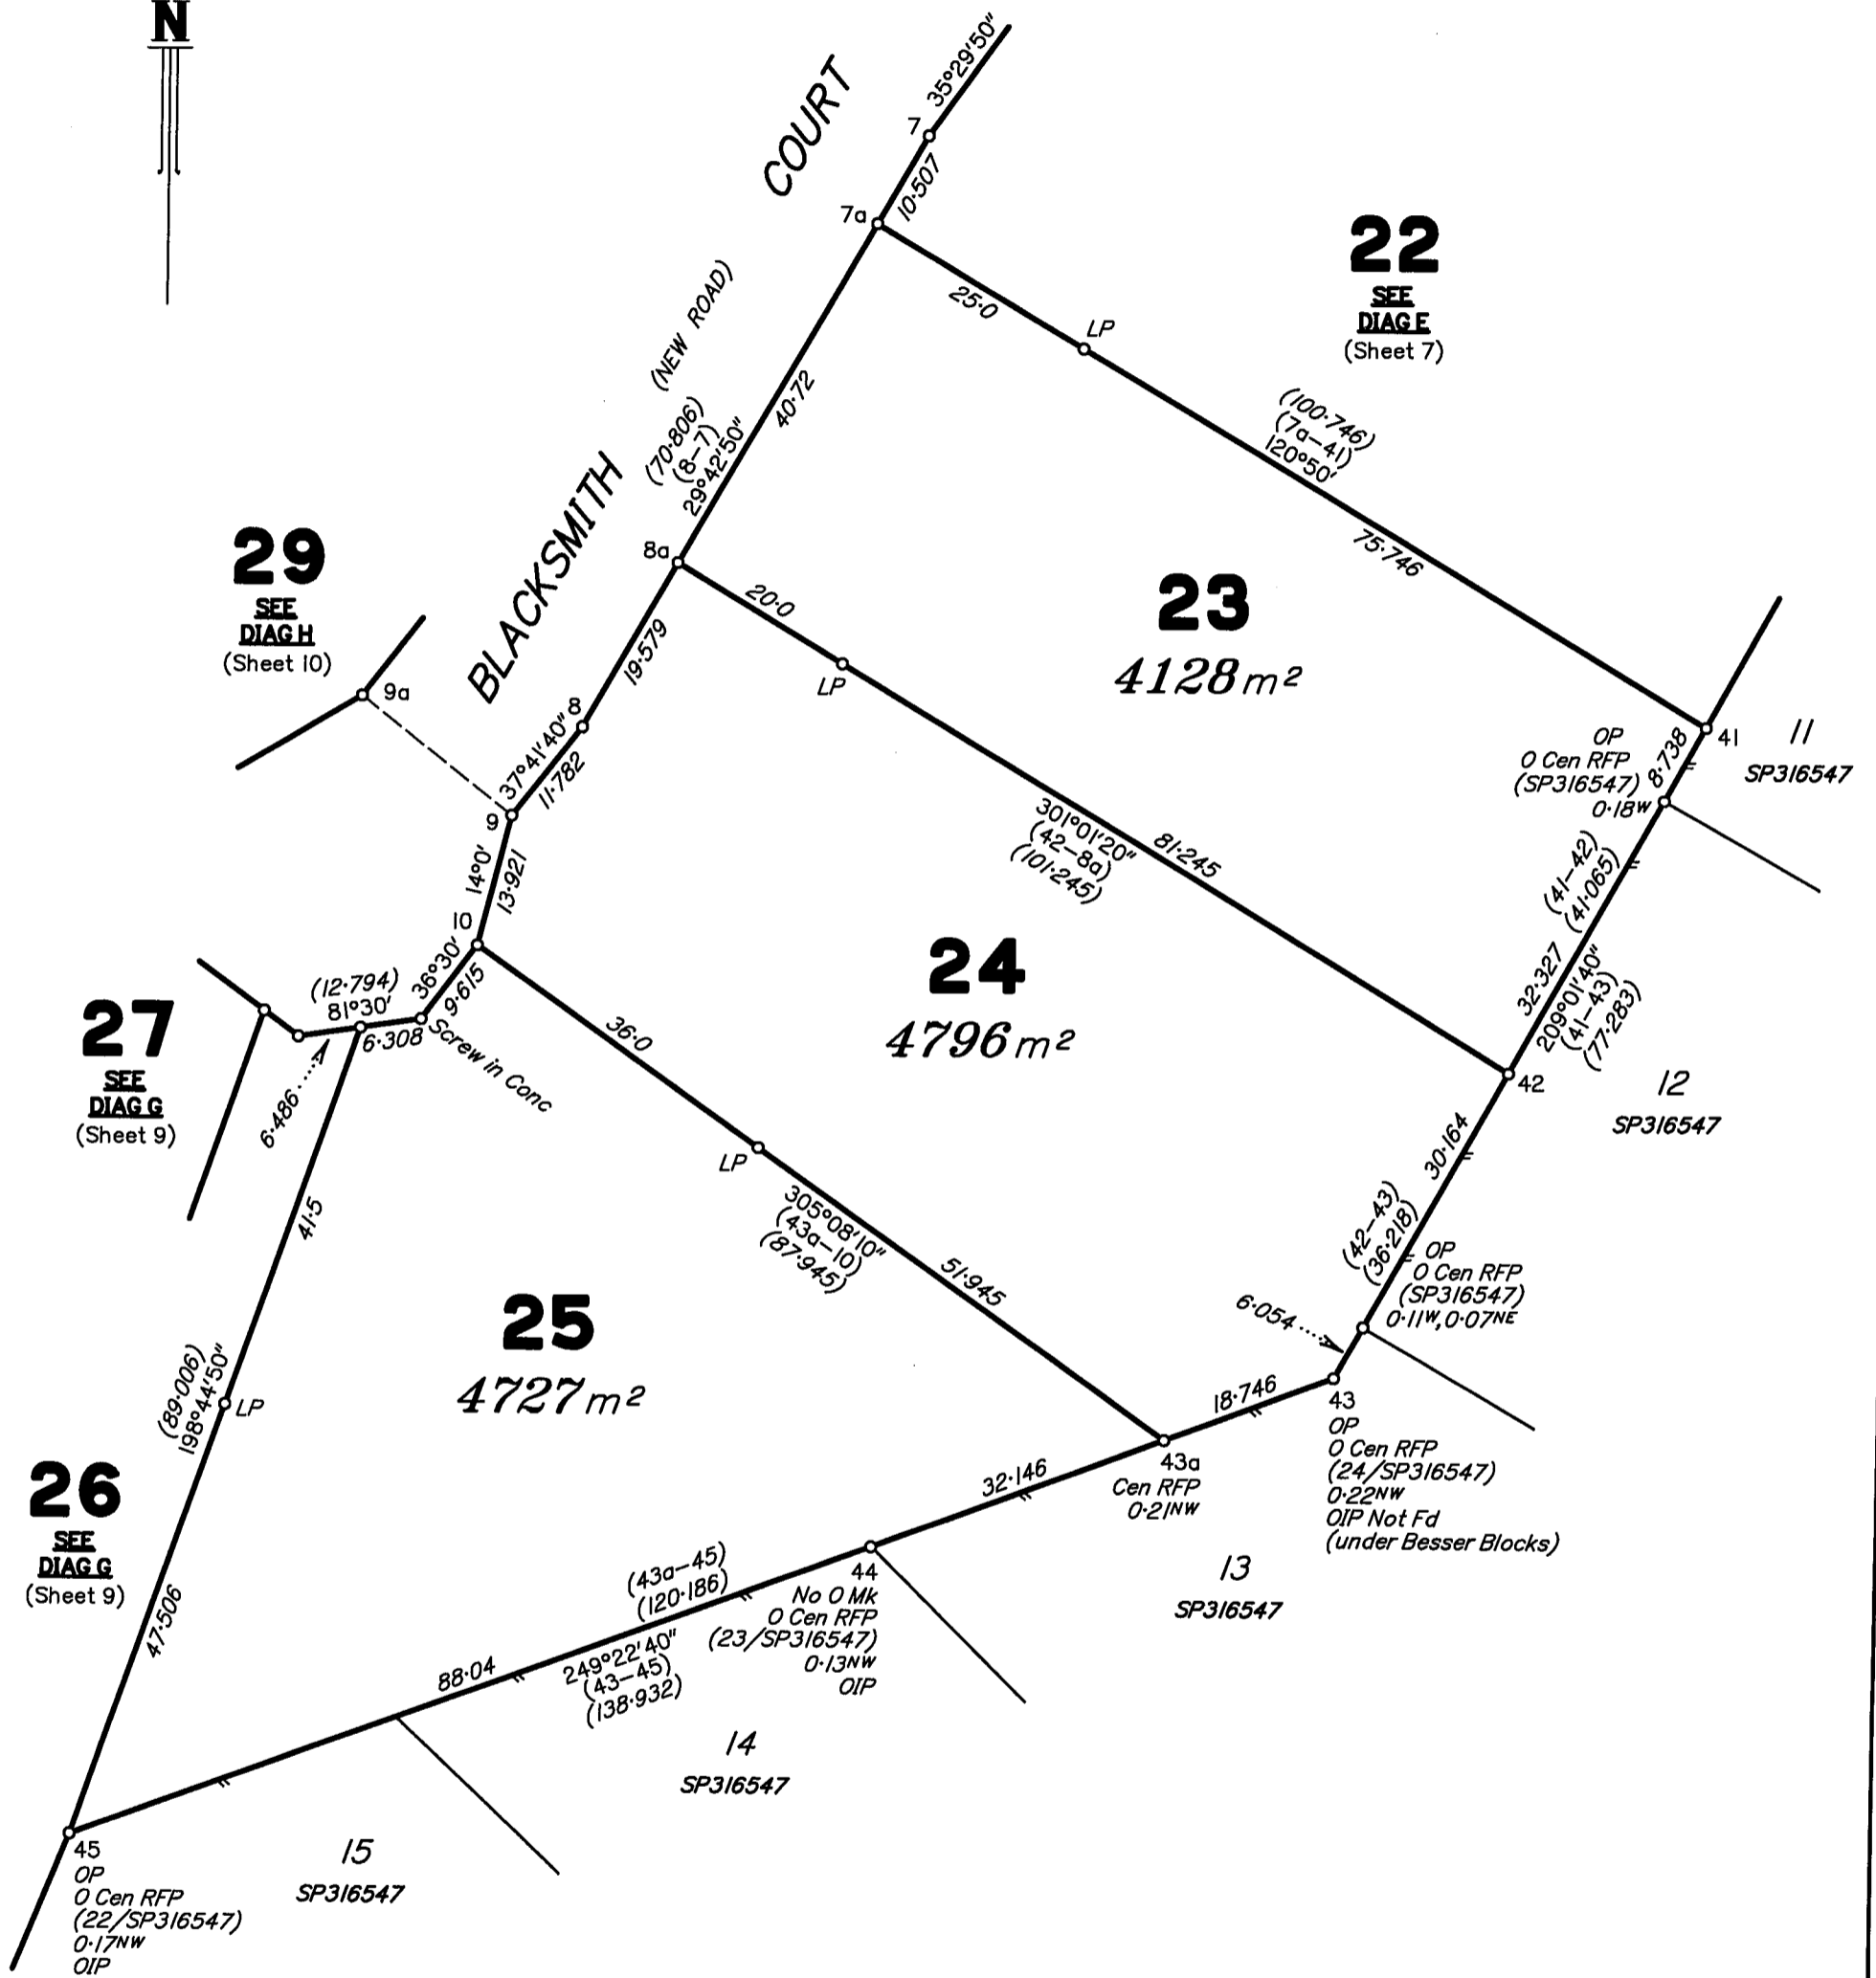 N
COURT
35°29'50"
7
10·507
7a
22
SEE
DIAG E
(Sheet 7)
25·0
LP
(NEW ROAD)
40·72
(70·806)
(8-7)
29°42'50"
(100·746)
(7a-41)
120°50'
75·746
BLACKSMITH
29
SEE
DIAG H
(Sheet 10)
8a
20·0
LP
23
4128m²
19·579
9a
8
37°41'40"
11·782
9
OP
O Cen RFP
(SP316547)
0·18W
8·738
41
11
SP316547
301°01'20"
(42-8a)
(101·245)
81·245
14°0'
13·921
10
(41-42)
(41·065)
32·327
209°01'40"
(41-43)
(77·283)
24
4796m²
27
SEE
DIAG G
(Sheet 9)
(12·794)
81°30'
36°30'
9·615
6·308
Screw in Conc
6·486
36·0
42
12
SP316547
30·164
LP
41·5
305°08'10"
(43a-10)
(87·945)
51·945
(42-43)
(36·218)
OP
O Cen RFP
(SP316547)
0·11W, 0·07NE
6·054
25
4727m²
(89·006)
198°44'50"
LP
18·746
43
OP
O Cen RFP
(24/SP316547)
0·22NW
OIP Not Fd
(under Besser Blocks)
43a
Cen RFP
0·21NW
32·146
26
SEE
DIAG G
(Sheet 9)
47·506
44
No O Mk
O Cen RFP
(23/SP316547)
0·13NW
OIP
13
SP316547
(43a-45)
(120·186)
88·04
249°22'40"
(43-45)
(138·932)
14
SP316547
45
OP
O Cen RFP
(22/SP316547)
0·17NW
OIP
15
SP316547